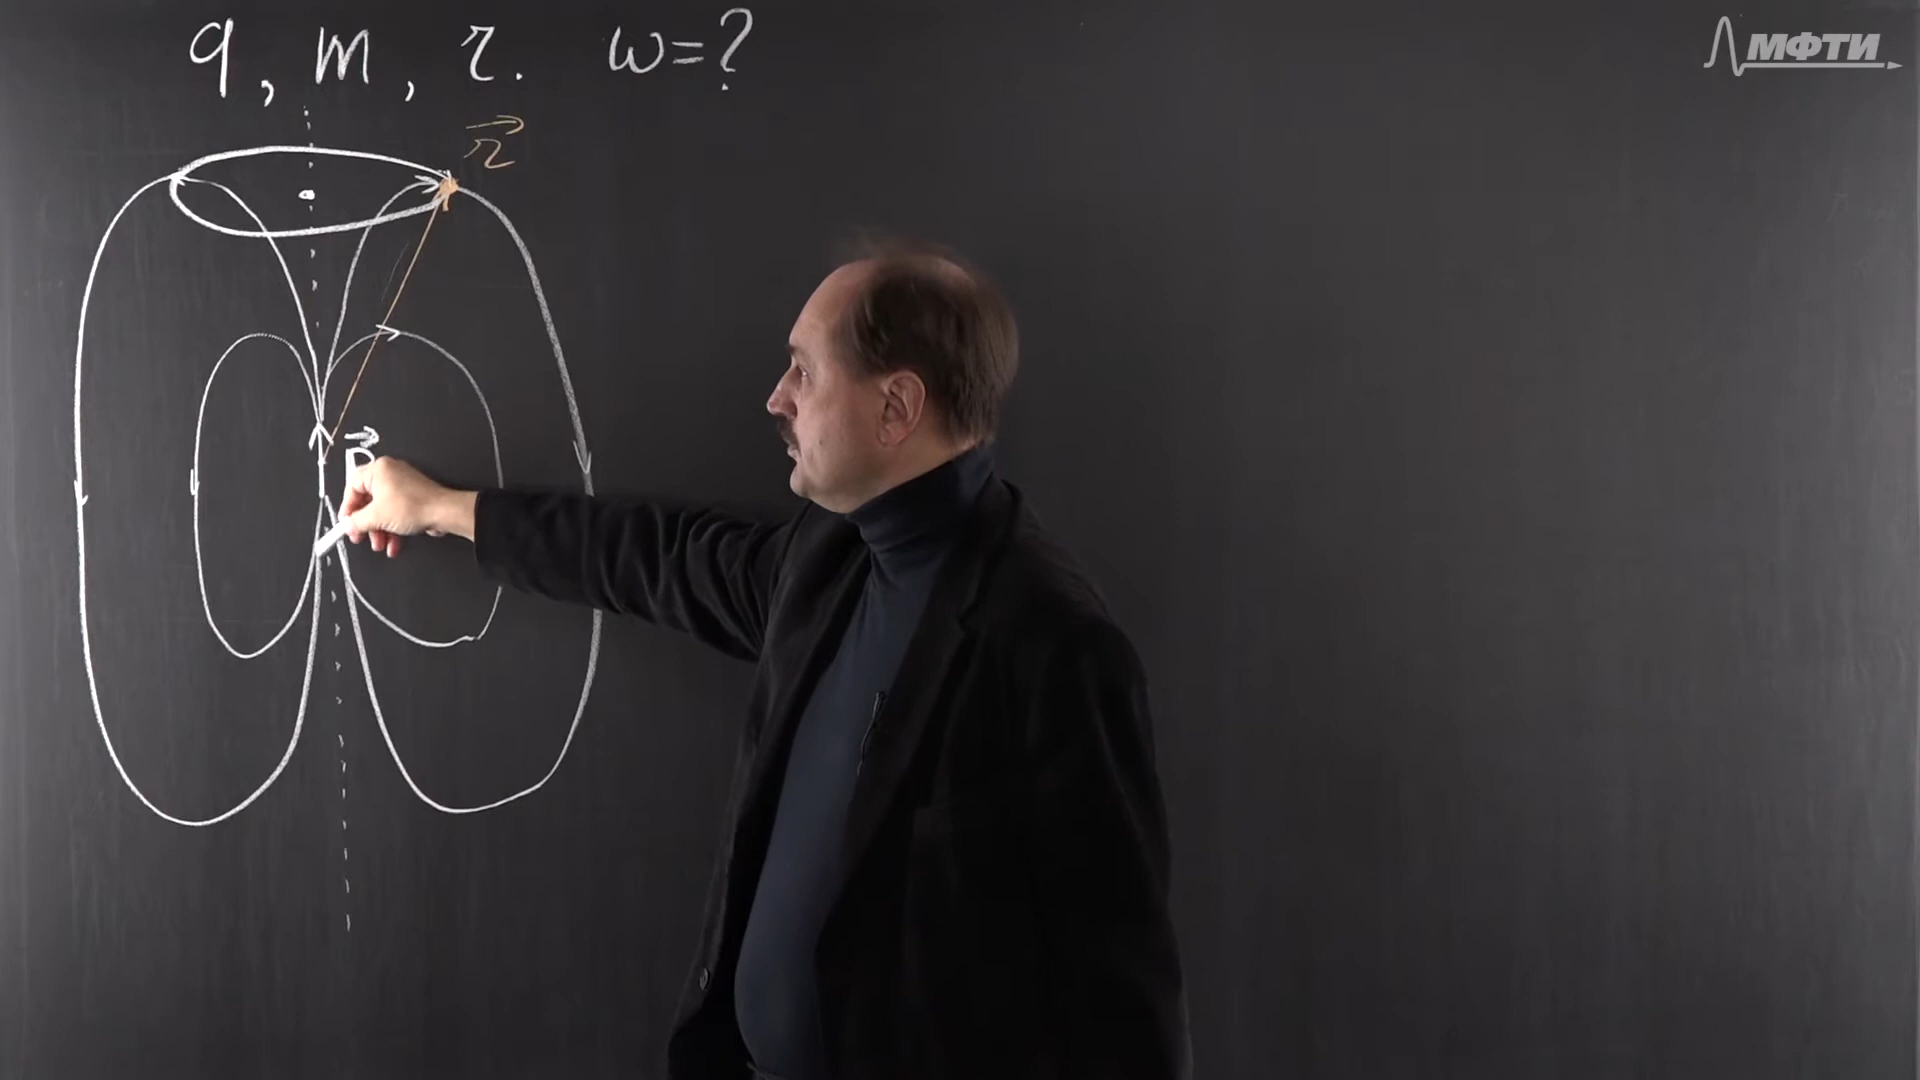 МФТИ
q, m, r. ω=?
r⃗